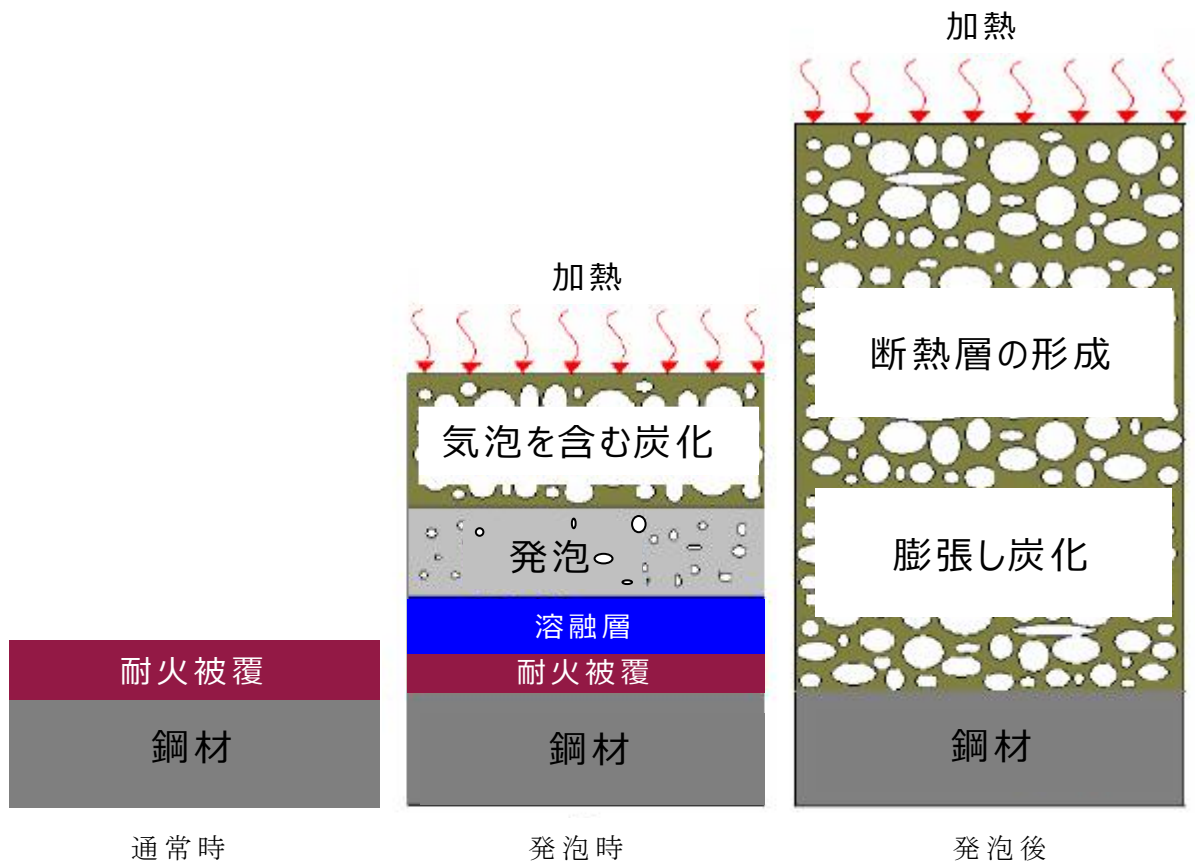 耐火被覆
鋼材
通常時
加熱
気泡を含む炭化
発泡
溶融層
耐火被覆
鋼材
発泡時
加熱
断熱層の形成
膨張し炭化
鋼材
発泡後